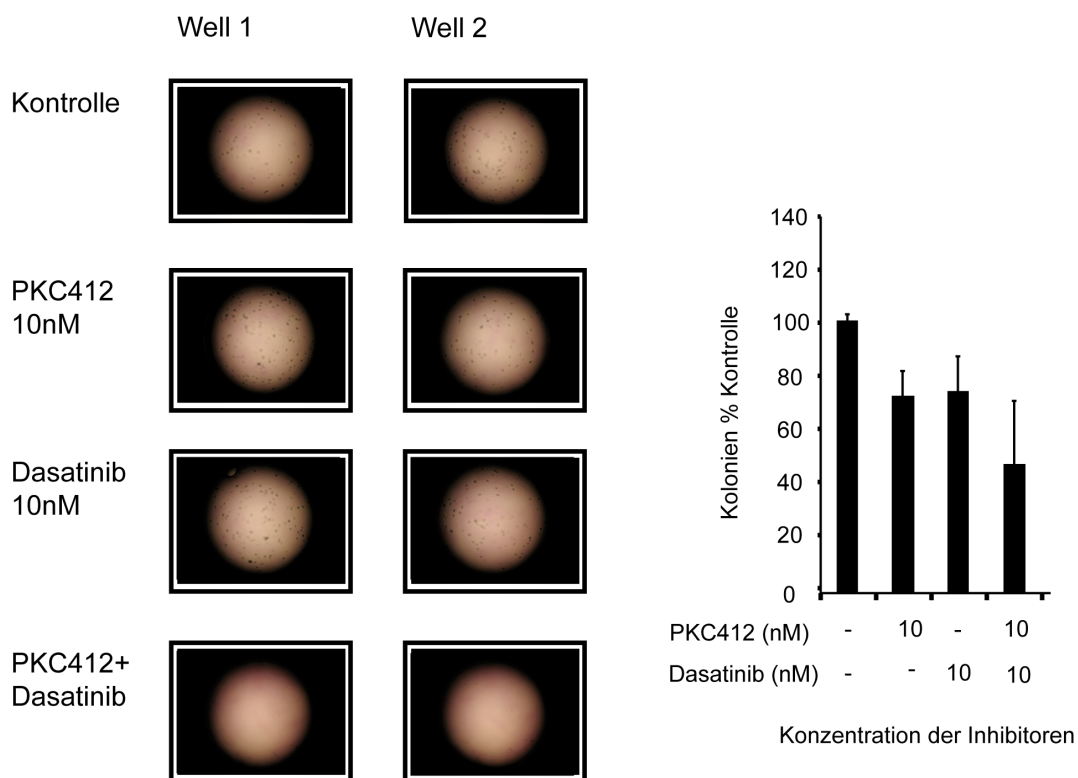 Well 1
Well 2
Kontrolle
PKC412
10nM
Dasatinib
10nM
PKC412+
Dasatinib
Kolonien % Kontrolle
140
120
100
80
60
40
20
0
PKC412 (nM) - 10 - 10
Dasatinib (nM) - - 10 10
Konzentration der Inhibitoren